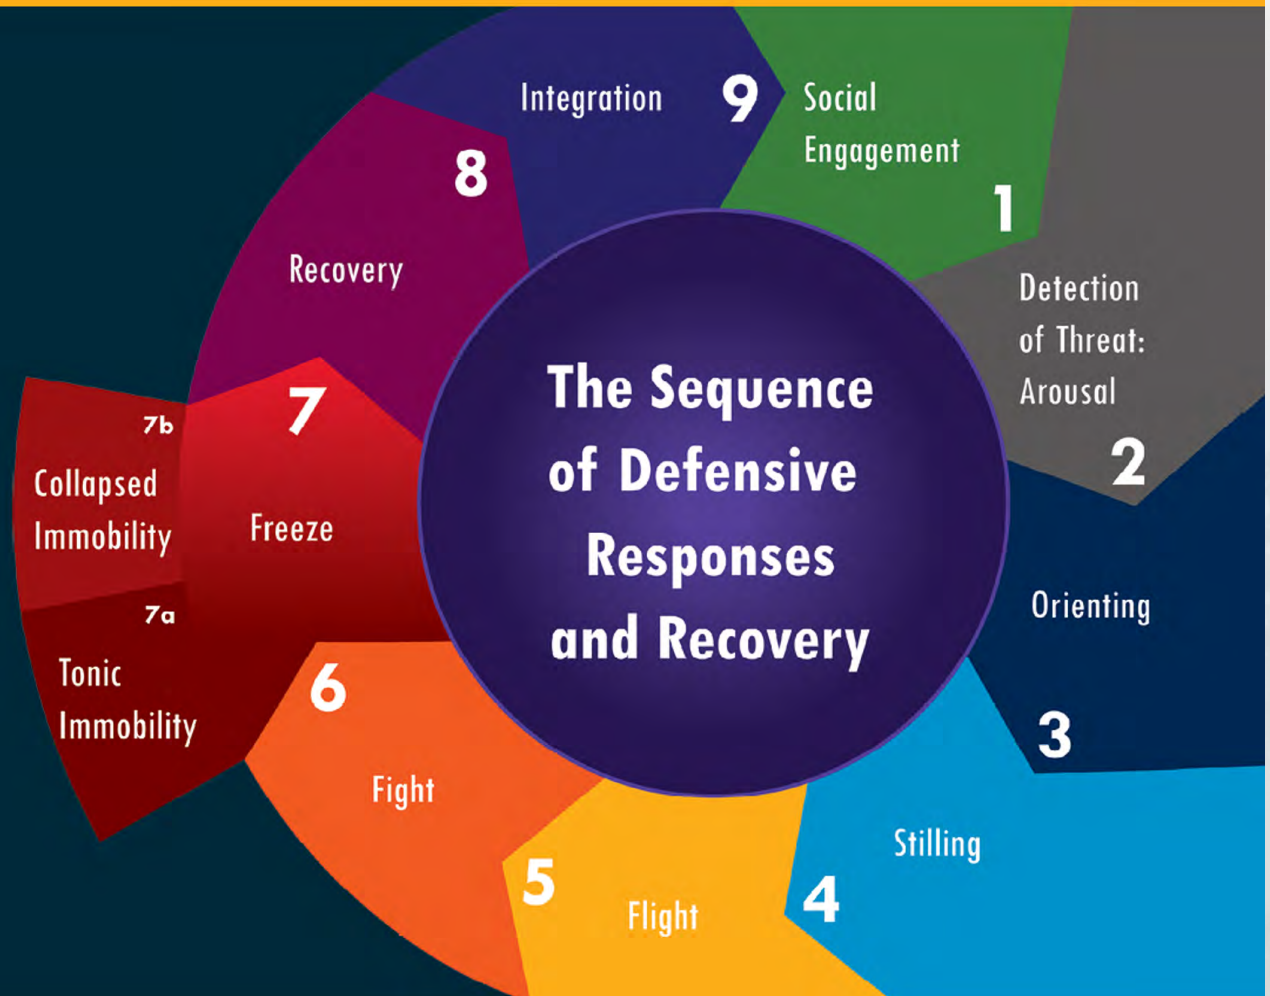 The Sequence
of Defensive
Responses
and Recovery
Social
Engagement
1
Detection
of Threat:
Arousal
2
Orienting
3
Stilling
4
Flight
5
Fight
6
Freeze
7
7a
Tonic
Immobility
7b
Collapsed
Immobility
Recovery
8
Integration
9